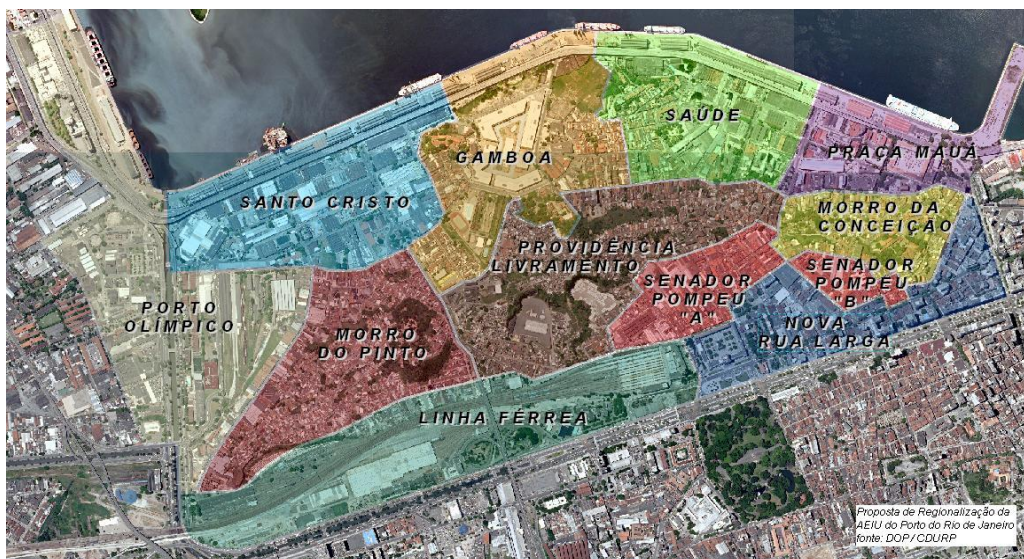 SAÚDE
GAMBOA
PRAÇA MAUÁ
SANTO CRISTO
MORRO DA
CONCEIÇÃO
PROVIDÊNCIA
LIVRAMENTO
SENADOR
POMPEU
"A"
SENADOR
POMPEU
"B"
PORTO
OLÍMPICO
MORRO
DO PINTO
NOVA
RUA LARGA
LINHA FÉRREA
Proposta de Regionalização da
AEIU do Porto do Rio de Janeiro
fonte: DOP/CDURP